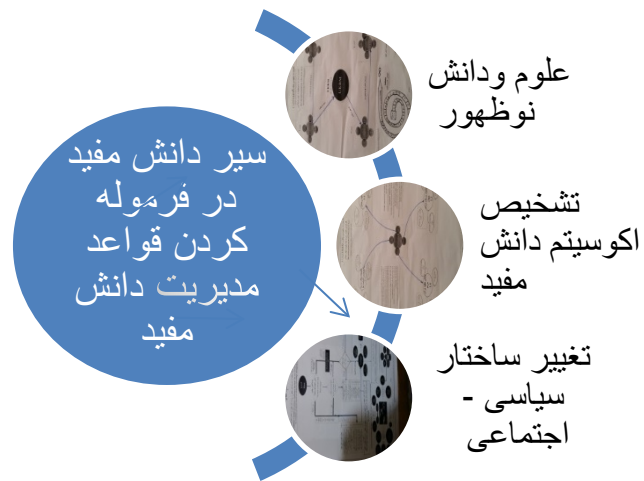 سیر دانش مفید
در فرموله
کردن قواعد
مدیریت دانش
مفید
علوم ودانش
نوظهور
تشخیص
اکوسیتم دانش
مفید
تغییر ساختار
سیاسی -
اجتماعی